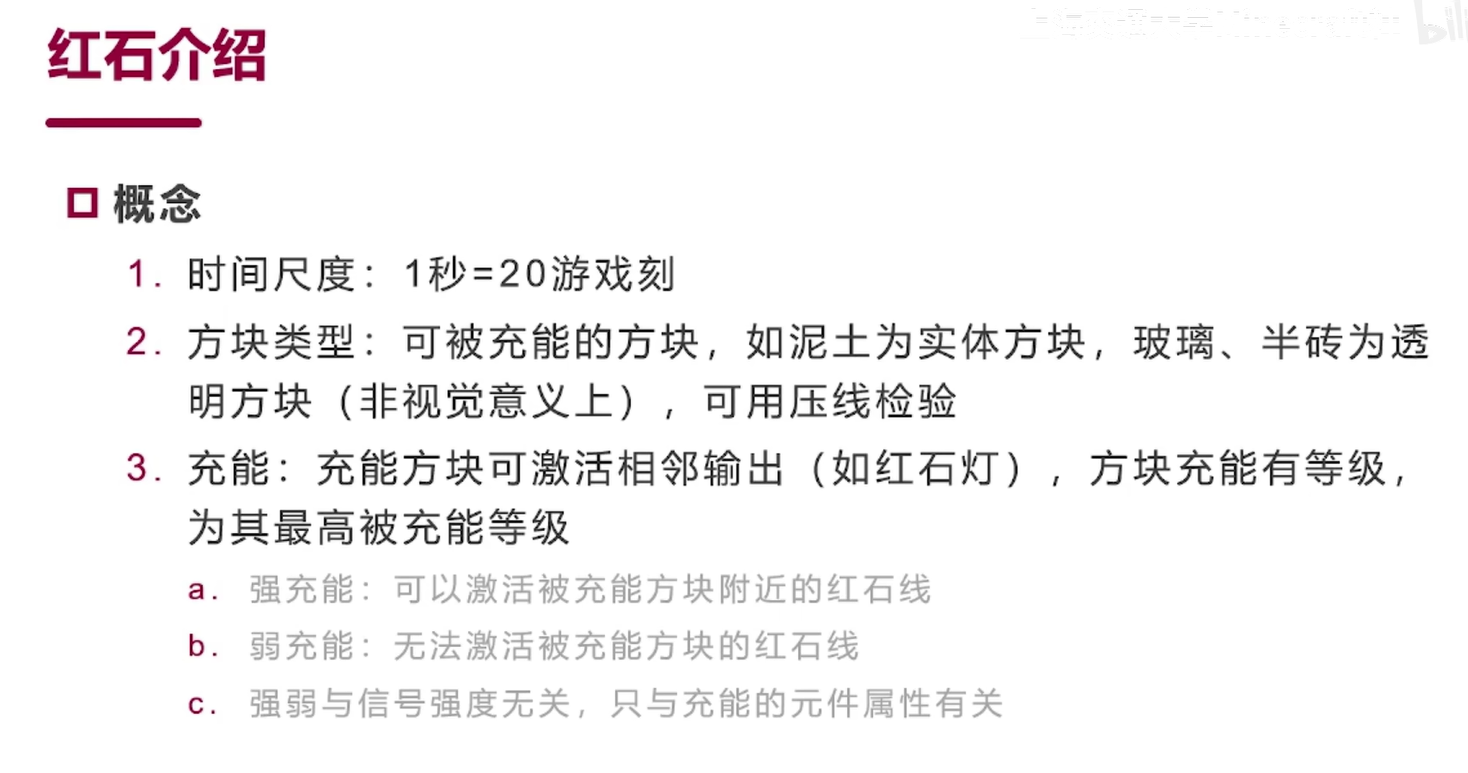 红石介绍
概念
1. 时间尺度：1秒=20游戏刻
2. 方块类型：可被充能的方块，如泥土为实体方块，玻璃、半砖为透
明方块（非视觉意义上），可用压线检验
3. 充能：充能方块可激活相邻输出（如红石灯），方块充能有等级，
为其最高被充能等级
a. 强充能：可以激活被充能方块附近的红石线
b. 弱充能：无法激活被充能方块的红石线
c. 强弱与信号强度无关，只与充能的元件属性有关